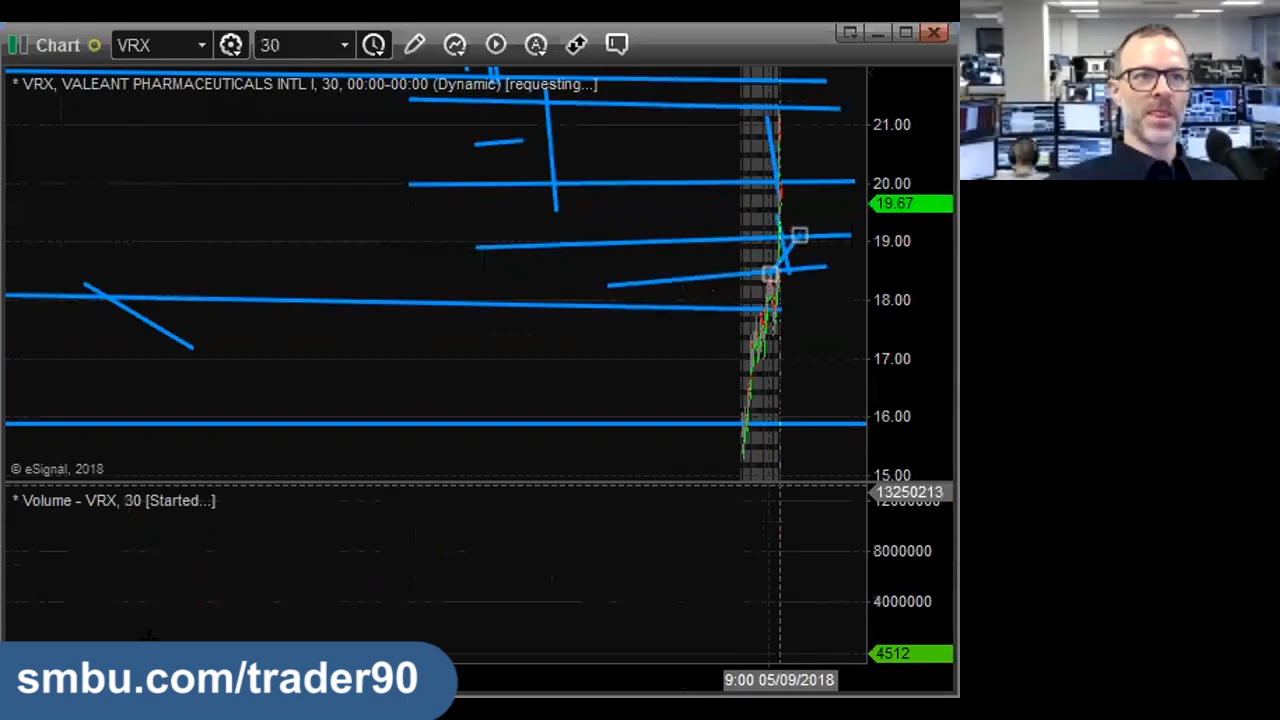 Chart VRX 30
* VRX, VALEANT PHARMACEUTICALS INTL I, 30, 00:00-00:00 (Dynamic) [requesting...]
21.00
20.00
19.67
19.00
18.00
17.00
16.00
© eSignal, 2018
15.00
* Volume - VRX, 30 [Started...]
13250213
8000000
4000000
4512
smbu.com/trader90
9:00 05/09/2018